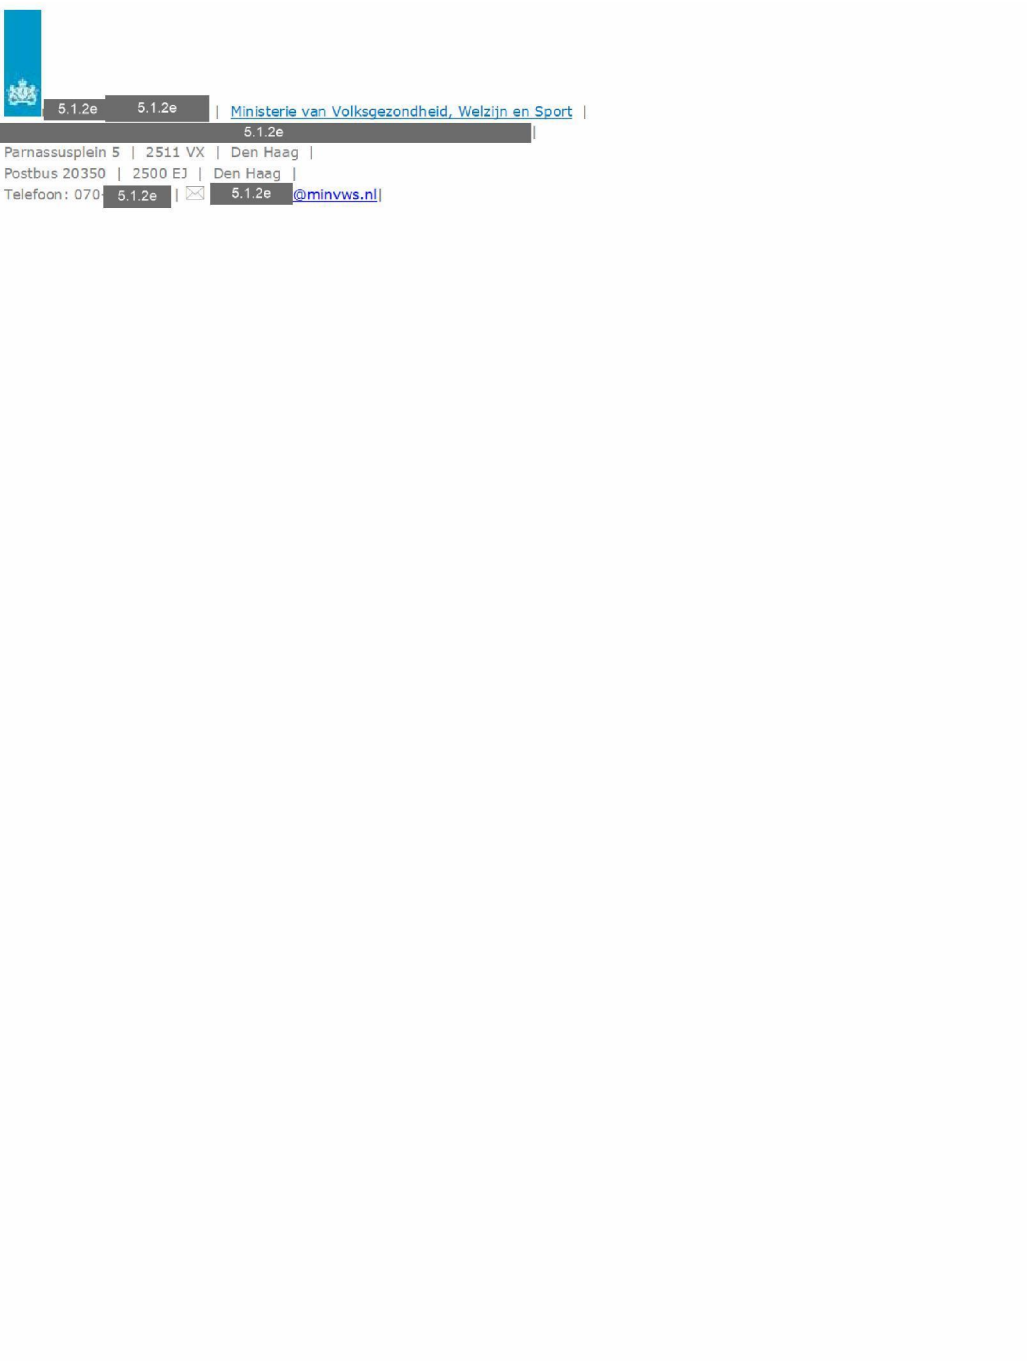 5.1.2e 5.1.2e | Ministerie van Volksgezondheid, Welzijn en Sport |
5.1.2e |
Parnassusplein 5 | 2511 VX | Den Haag |
Postbus 20350 | 2500 EJ | Den Haag |
Telefoon: 070- 5.1.2e | 5.1.2e @minvws.nl|